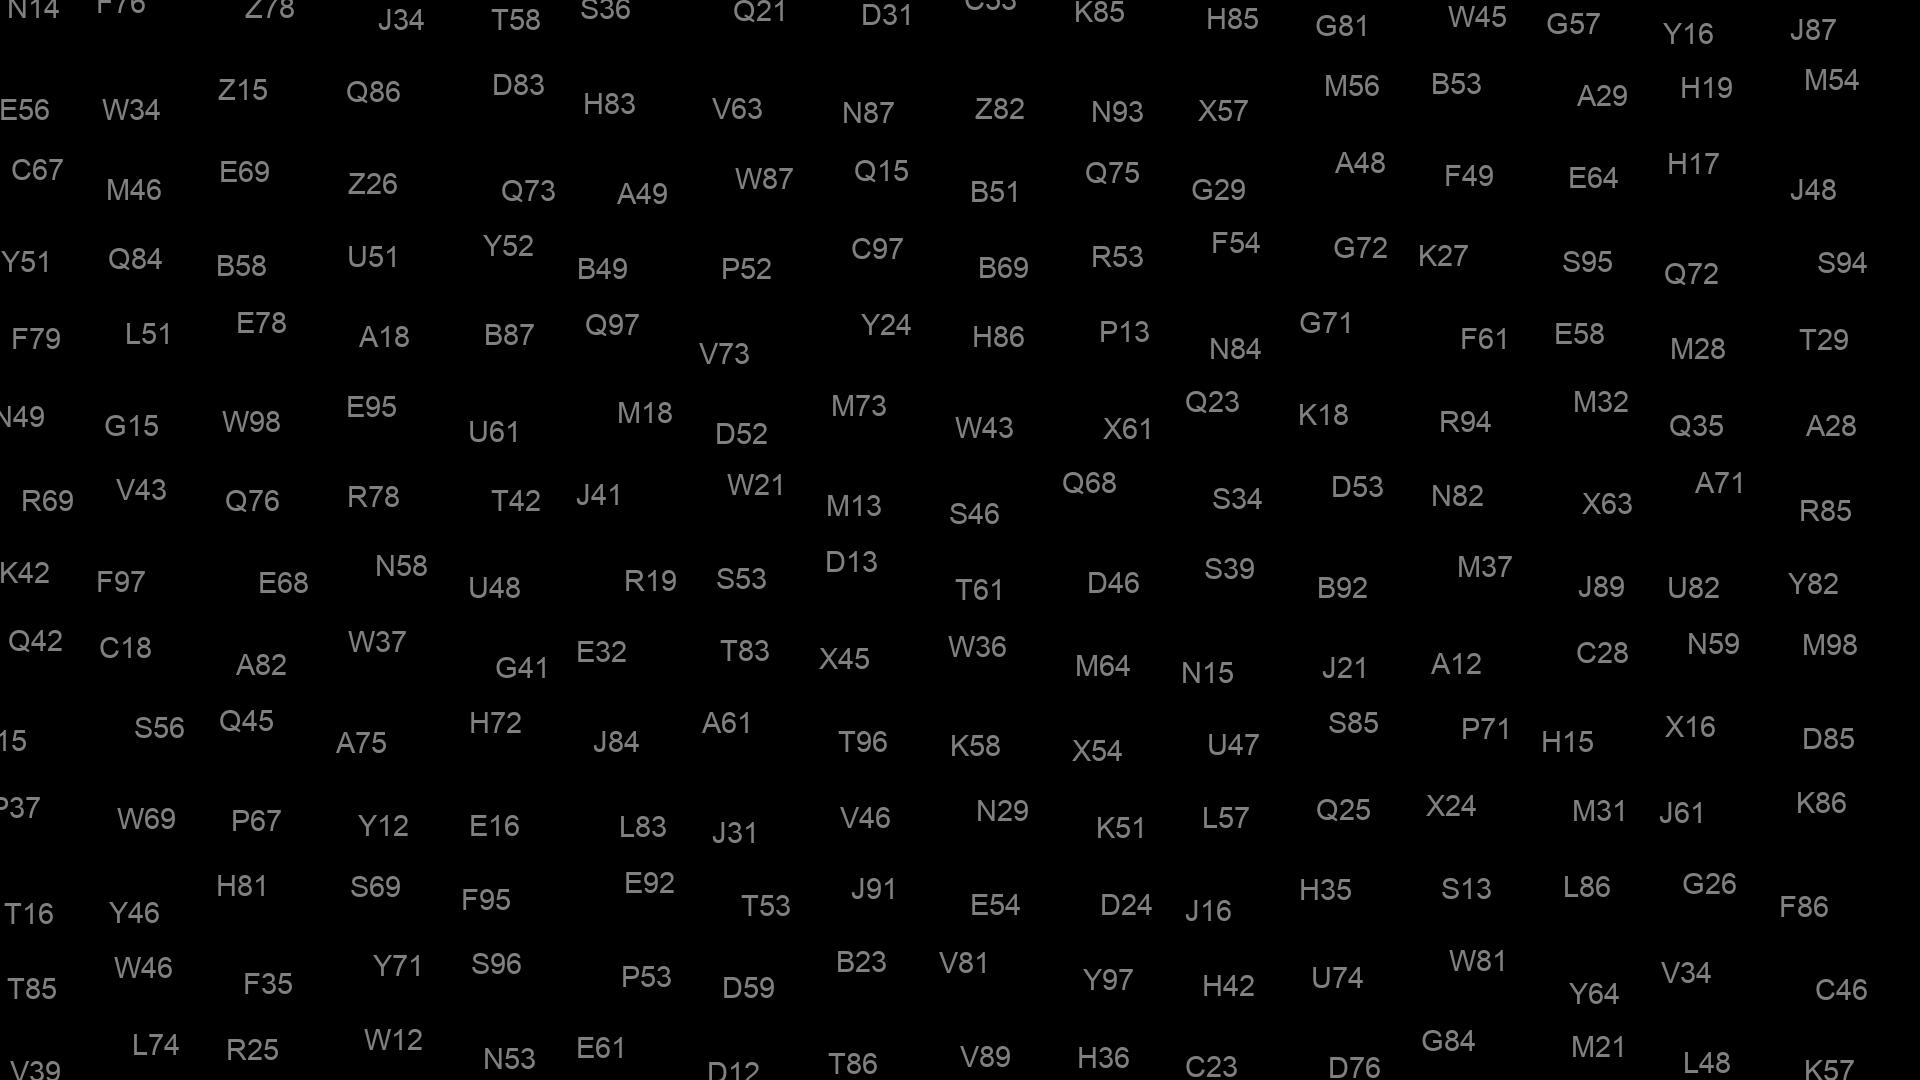 N14 F76 Z78 J34 T58 S36 Q21 D31 C53 K85 H85 G81 W45 G57 Y16 J87
E56 W34 Z15 Q86 D83 H83 V63 N87 Z82 N93 X57 M56 B53 A29 H19 M54
C67 M46 E69 Z26 Q73 A49 W87 Q15 B51 Q75 G29 A48 F49 E64 H17 J48
Y51 Q84 B58 U51 Y52 B49 P52 C97 B69 R53 F54 G72 K27 S95 Q72 S94
F79 L51 E78 A18 B87 Q97 V73 Y24 H86 P13 N84 G71 F61 E58 M28 T29
N49 G15 W98 E95 U61 M18 D52 M73 W43 X61 Q23 K18 R94 M32 Q35 A28
R69 V43 Q76 R78 T42 J41 W21 M13 S46 Q68 S34 D53 N82 X63 A71 R85
K42 F97 E68 N58 U48 R19 S53 D13 T61 D46 S39 B92 M37 J89 U82 Y82
Q42 C18 A82 W37 G41 E32 T83 X45 W36 M64 N15 J21 A12 C28 N59 M98
15 S56 Q45 A75 H72 J84 A61 T96 K58 X54 U47 S85 P71 H15 X16 D85
P37 W69 P67 Y12 E16 L83 J31 V46 N29 K51 L57 Q25 X24 M31 J61 K86
T16 Y46 H81 S69 F95 E92 T53 J91 E54 D24 J16 H35 S13 L86 G26 F86
T85 W46 F35 Y71 S96 P53 D59 B23 V81 Y97 H42 U74 W81 Y64 V34 C46
V39 L74 R25 W12 N53 E61 D12 T86 V89 H36 C23 D76 G84 M21 L48 K57